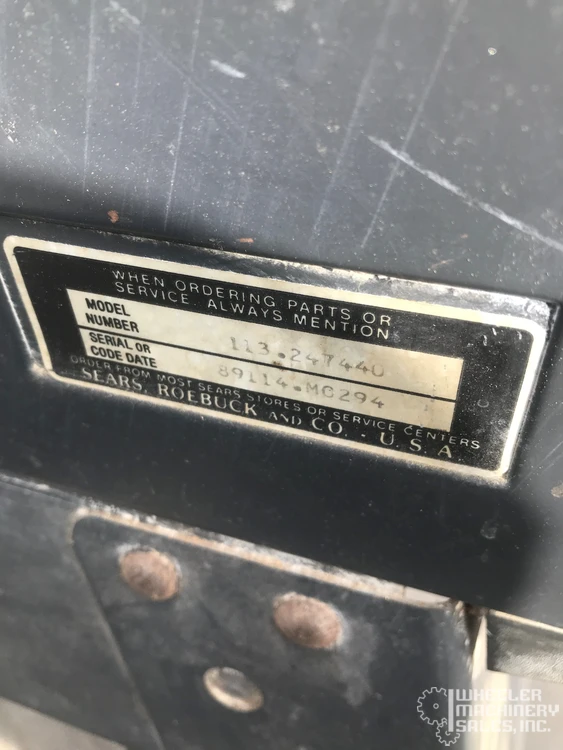 WHEN ORDERING PARTS OR
SERVICE ALWAYS MENTION
MODEL
NUMBER
113.247440
SERIAL OR
CODE DATE
89114.M0294
ORDER FROM MOST SEARS STORES OR SERVICE CENTERS
SEARS, ROEBUCK AND CO. - U.S.A
WHEELER
MACHINERY
SALES, INC.